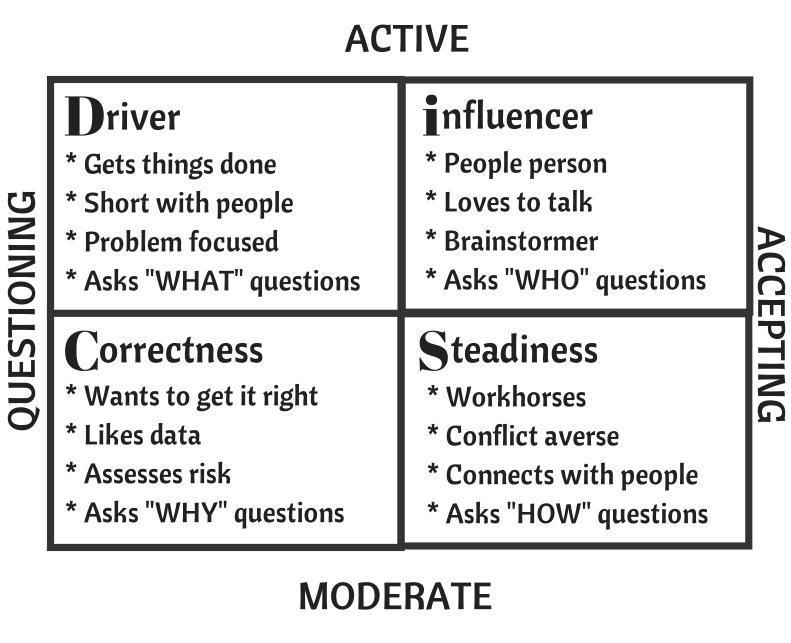 ACTIVE
QUESTIONING
Driver
* Gets things done
* Short with people
* Problem focused
* Asks "WHAT" questions
influencer
* People person
* Loves to talk
* Brainstormer
* Asks "WHO" questions
Correctness
* Wants to get it right
* Likes data
* Assesses risk
* Asks "WHY" questions
Steadiness
* Workhorses
* Conflict averse
* Connects with people
* Asks "HOW" questions
ACCEPTING
MODERATE